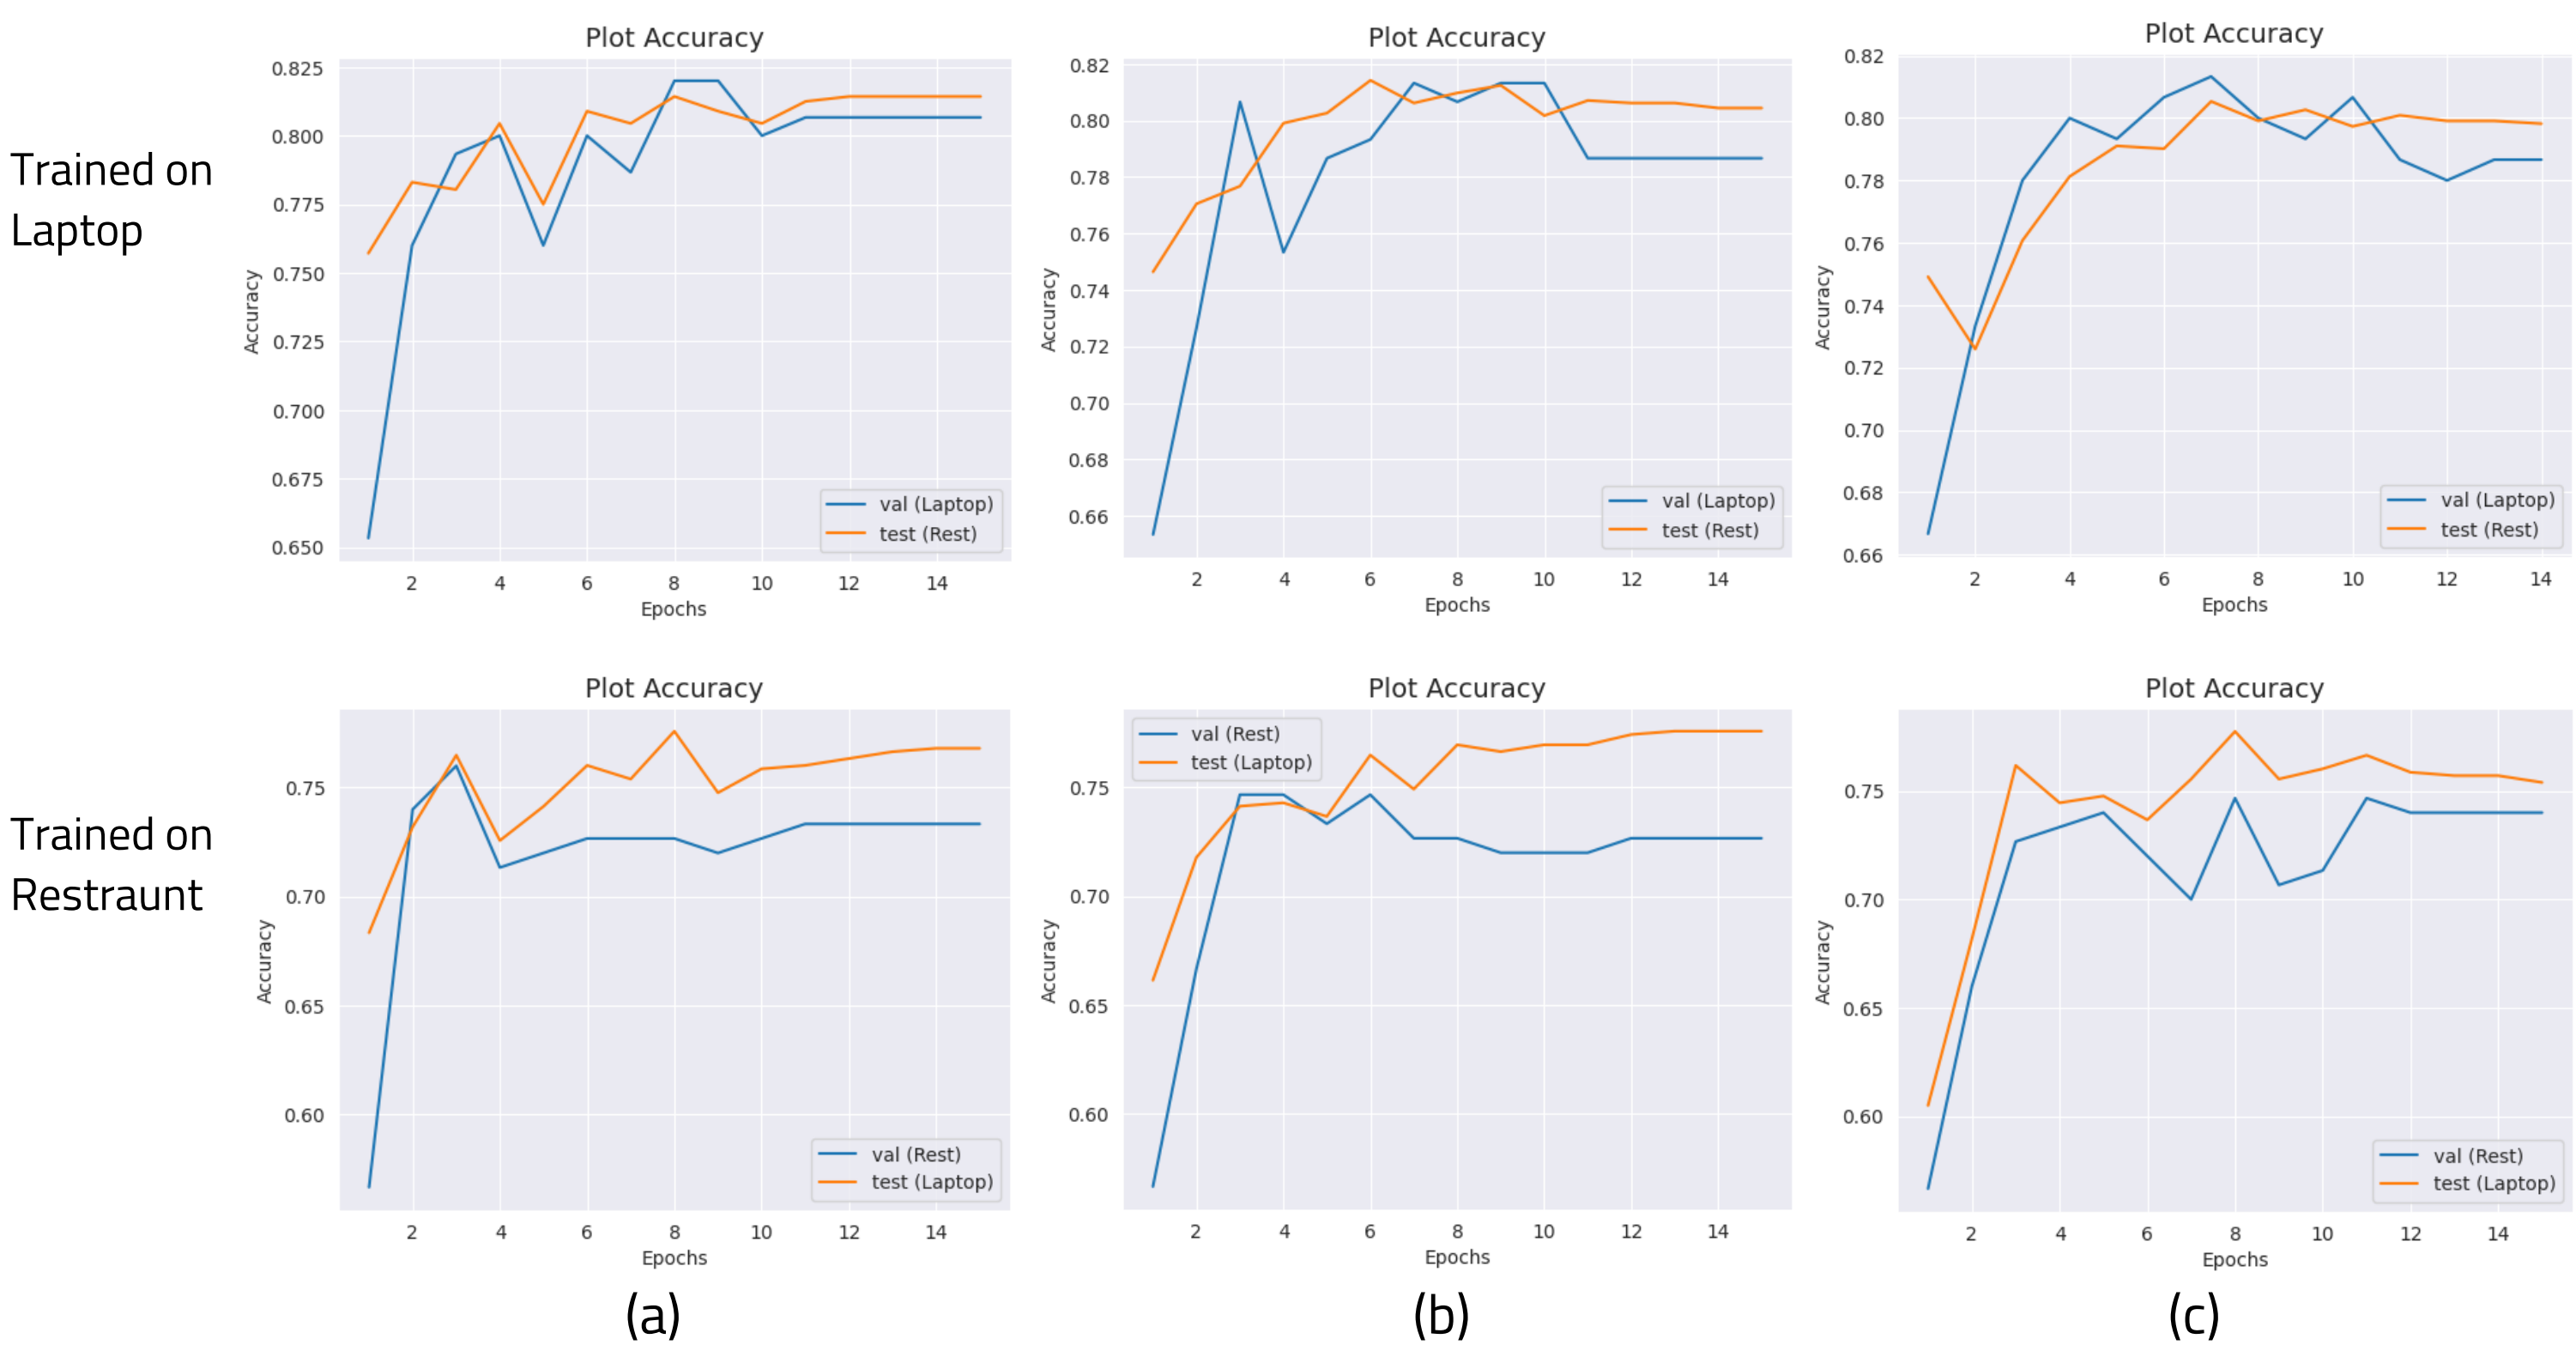 Trained on
Laptop
Plot Accuracy
0.825
0.800
0.775
0.750
0.725
0.700
0.675
0.650
Accuracy
2 4 6 8 10 12 14
Epochs
val (Laptop)
test (Rest)
Plot Accuracy
0.82
0.80
0.78
0.76
0.74
0.72
0.70
0.68
0.66
Accuracy
2 4 6 8 10 12 14
Epochs
val (Laptop)
test (Rest)
Plot Accuracy
0.82
0.80
0.78
0.76
0.74
0.72
0.70
0.68
0.66
Accuracy
2 4 6 8 10 12 14
Epochs
val (Laptop)
test (Rest)
Trained on
Restraunt
Plot Accuracy
0.75
0.70
0.65
0.60
Accuracy
2 4 6 8 10 12 14
Epochs
val (Rest)
test (Laptop)
(a)
Plot Accuracy
val (Rest)
test (Laptop)
0.75
0.70
0.65
0.60
Accuracy
2 4 6 8 10 12 14
Epochs
(b)
Plot Accuracy
0.75
0.70
0.65
0.60
Accuracy
2 4 6 8 10 12 14
Epochs
val (Rest)
test (Laptop)
(c)